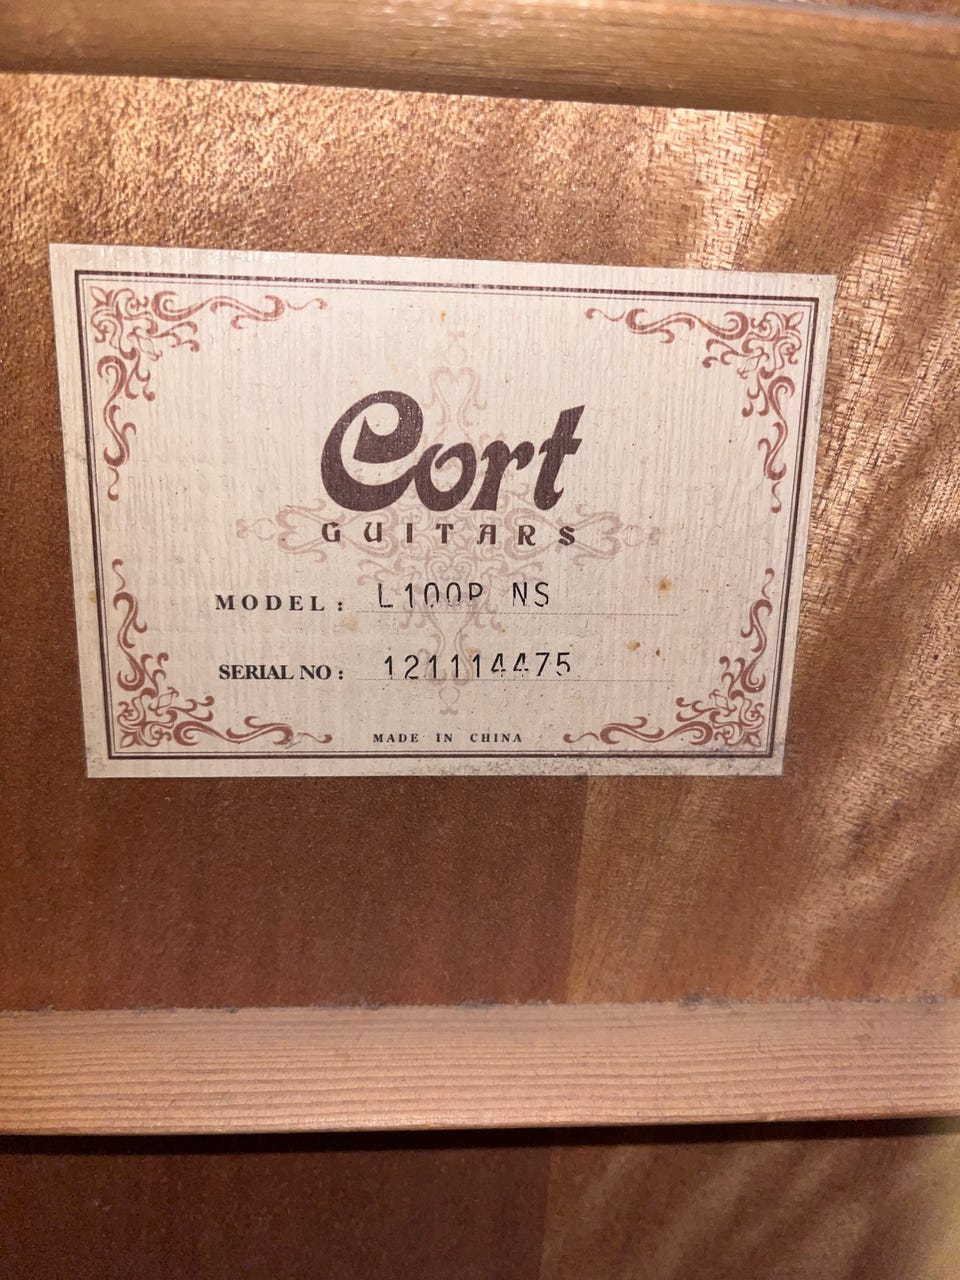 Cort
GUITARS
MODEL: L100P NS
SERIAL NO: 121114475
MADE IN CHINA